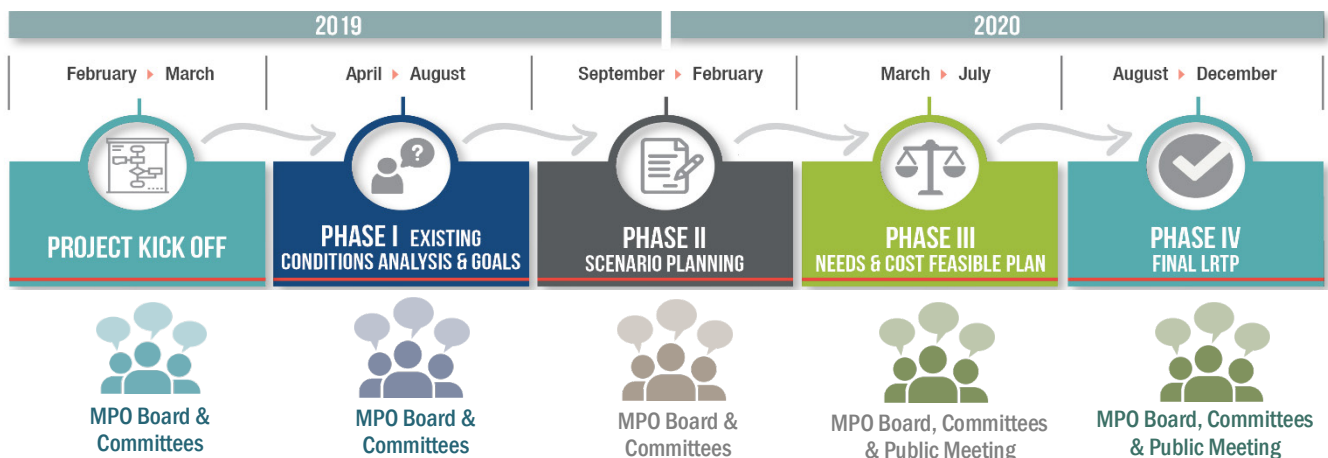 2019
2020
February ▸ March
April ▸ August
September ▸ February
March ▸ July
August ▸ December
?
PROJECT KICK OFF
PHASE I EXISTING
CONDITIONS ANALYSIS & GOALS
PHASE II
SCENARIO PLANNING
PHASE III
NEEDS & COST FEASIBLE PLAN
PHASE IV
FINAL LRTP
MPO Board &
Committees
MPO Board &
Committees
MPO Board &
Committees
MPO Board, Committees
& Public Meeting
MPO Board, Committees
& Public Meeting